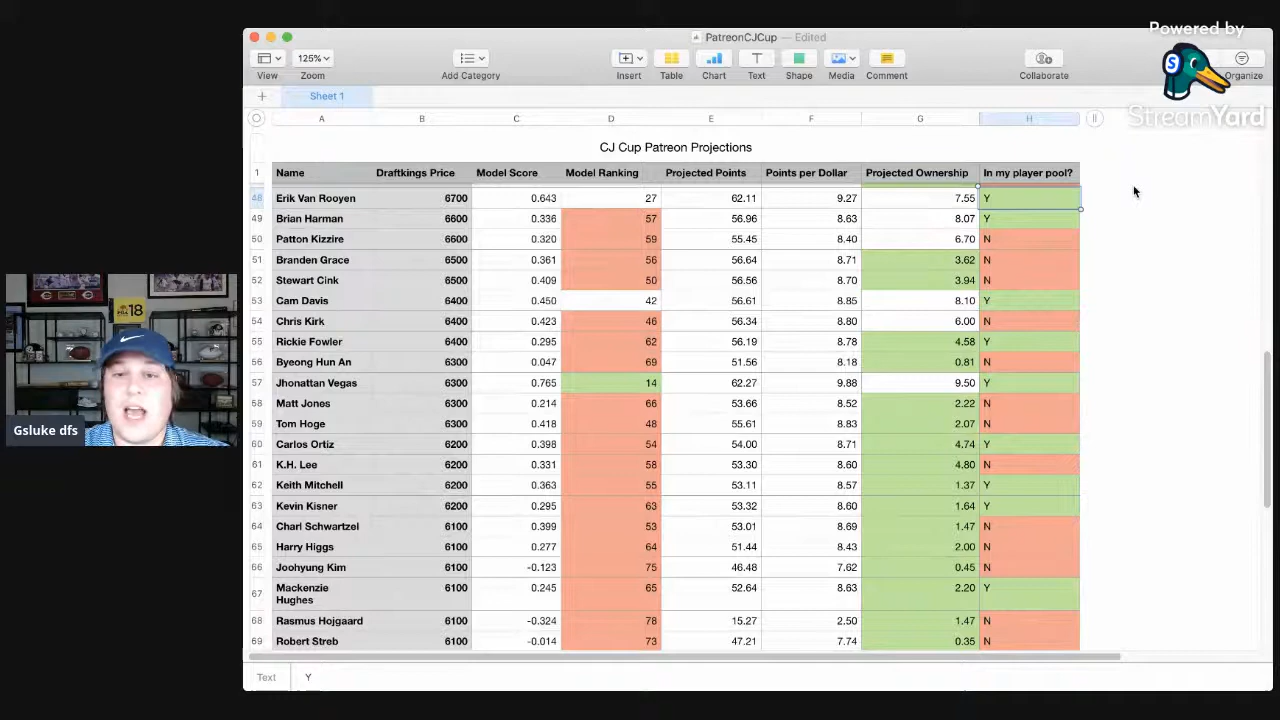 Powered by
StreamYard
PatreonCJCup — Edited
125%
View Zoom Add Category Insert Table Chart Text Shape Media Comment Collaborate Organize
Sheet 1
A B C D E F G H
CJ Cup Patreon Projections
1 Name Draftkings Price Model Score Model Ranking Projected Points Points per Dollar Projected Ownership In my player pool?
48 Erik Van Rooyen 6700 0.643 27 62.11 9.27 7.55 Y
49 Brian Harman 6600 0.336 57 56.96 8.63 8.07 Y
50 Patton Kizzire 6600 0.320 59 55.45 8.40 6.70 N
51 Branden Grace 6500 0.361 56 56.64 8.71 3.62 N
52 Stewart Cink 6500 0.409 50 56.56 8.70 3.94 N
53 Cam Davis 6400 0.450 42 56.61 8.85 8.10 Y
54 Chris Kirk 6400 0.423 46 56.34 8.80 6.00 N
55 Rickie Fowler 6400 0.295 62 56.19 8.78 4.58 Y
56 Byeong Hun An 6300 0.047 69 51.56 8.18 0.81 N
57 Jhonattan Vegas 6300 0.765 14 62.27 9.88 9.50 Y
58 Matt Jones 6300 0.214 66 53.66 8.52 2.22 N
59 Tom Hoge 6300 0.418 48 55.61 8.83 2.07 N
60 Carlos Ortiz 6200 0.398 54 54.00 8.71 4.74 Y
61 K.H. Lee 6200 0.331 58 53.30 8.60 4.80 N
62 Keith Mitchell 6200 0.363 55 53.11 8.57 1.37 Y
63 Kevin Kisner 6200 0.295 63 53.32 8.60 1.64 Y
64 Charl Schwartzel 6100 0.399 53 53.01 8.69 1.47 N
65 Harry Higgs 6100 0.277 64 51.44 8.43 2.00 N
66 Joohyung Kim 6100 -0.123 75 46.48 7.62 0.45 N
67 Mackenzie Hughes 6100 0.245 65 52.64 8.63 2.20 Y
68 Rasmus Hojgaard 6100 -0.324 78 15.27 2.50 1.47 N
69 Robert Streb 6100 -0.014 73 47.21 7.74 0.35 N
Text Y
18
Gsluke dfs